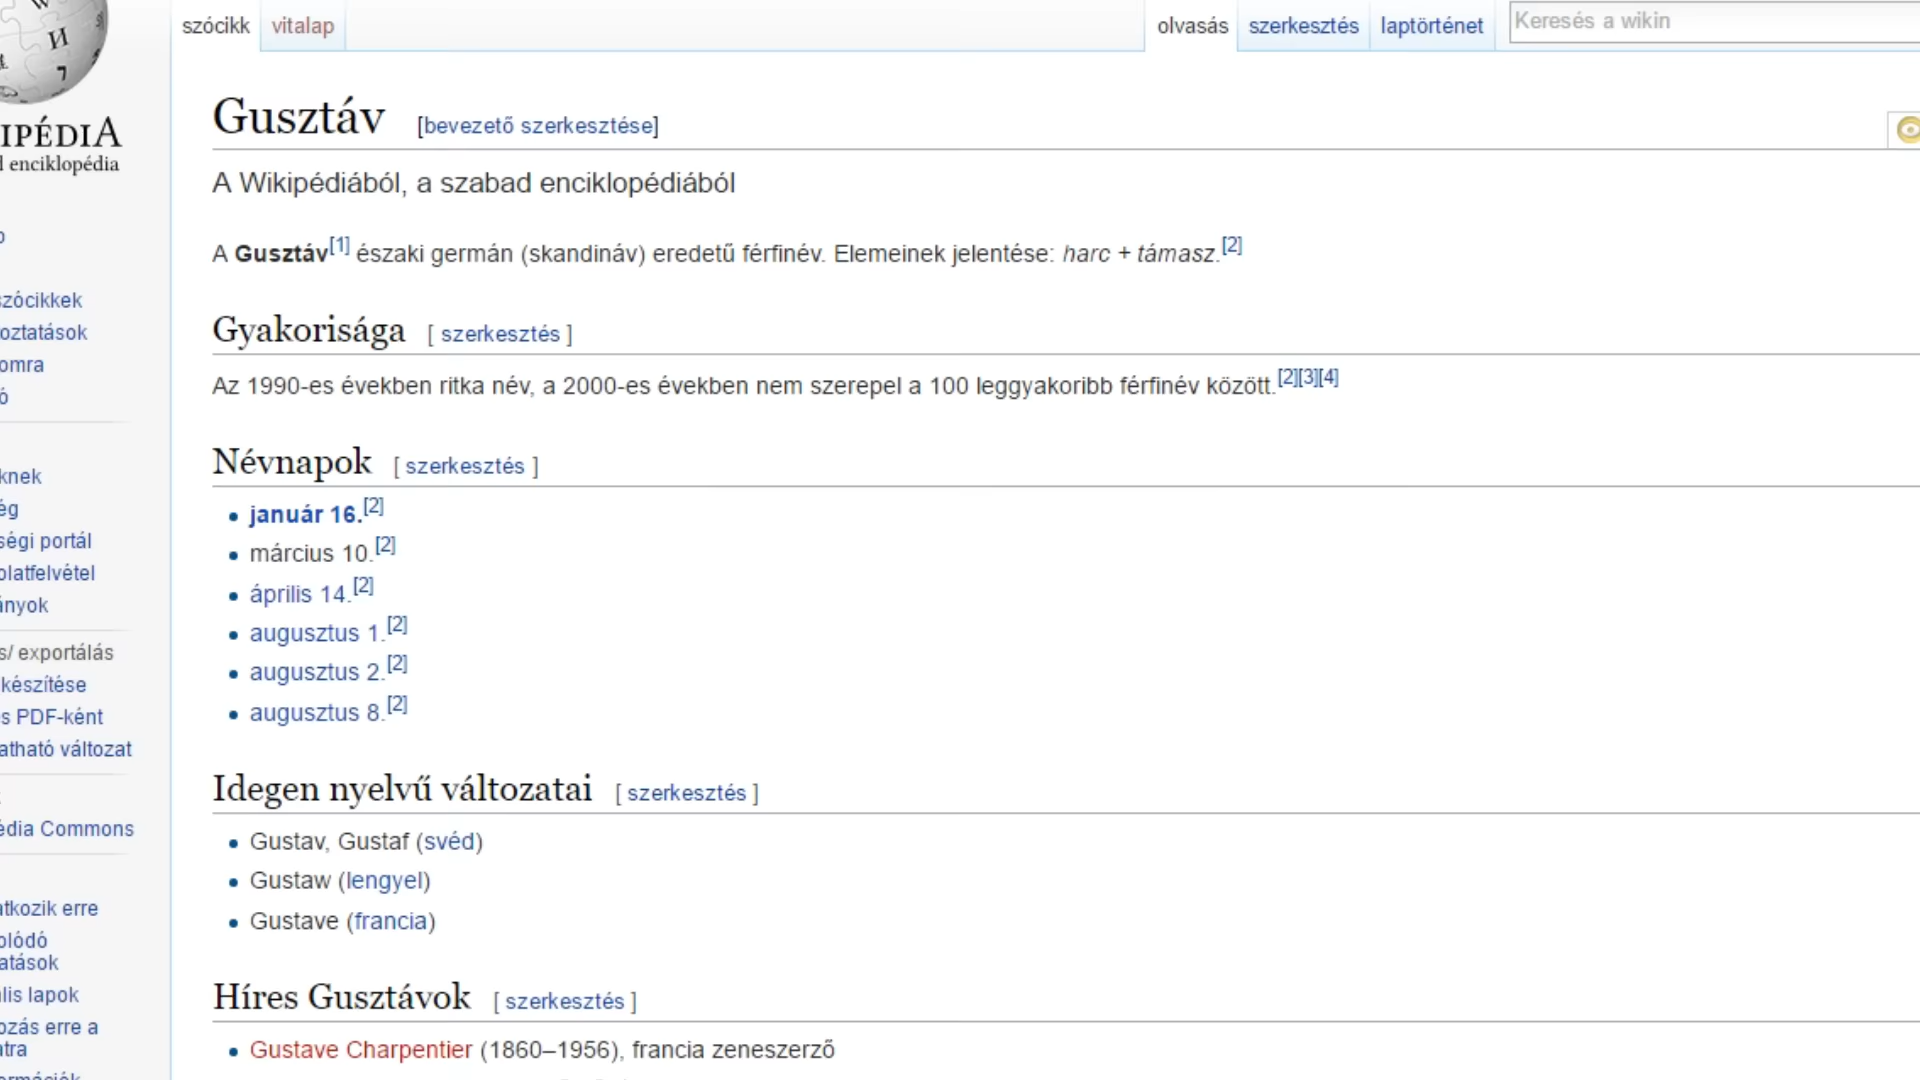 szócikk
vitalap
olvasás
szerkesztés
laptörténet
Keresés a wikin
IPÉDIA
enciklopédia
szócikkek
oztatások
omra
ó
knek
ég
ségi portál
olatfelvétel
ányok
s/ exportálás
készítése
s PDF-ként
atható változat
édia Commons
atkozik erre
olódó
atások
lis lapok
ozás erre a
atra
Gusztáv [bevezető szerkesztése]
A Wikipédiából, a szabad enciklopédiából
A Gusztáv[1] északi germán (skandináv) eredetű férfinév. Elemeinek jelentése: harc + támasz.[2]
Gyakorisága [ szerkesztés ]
Az 1990-es években ritka név, a 2000-es években nem szerepel a 100 leggyakoribb férfinév között.[2][3][4]
Névnapok [ szerkesztés ]
január 16.[2]
március 10.[2]
április 14.[2]
augusztus 1.[2]
augusztus 2.[2]
augusztus 8.[2]
Idegen nyelvű változatai [ szerkesztés ]
Gustav, Gustaf (svéd)
Gustaw (lengyel)
Gustave (francia)
Híres Gusztávok [ szerkesztés ]
Gustave Charpentier (1860–1956), francia zeneszerző